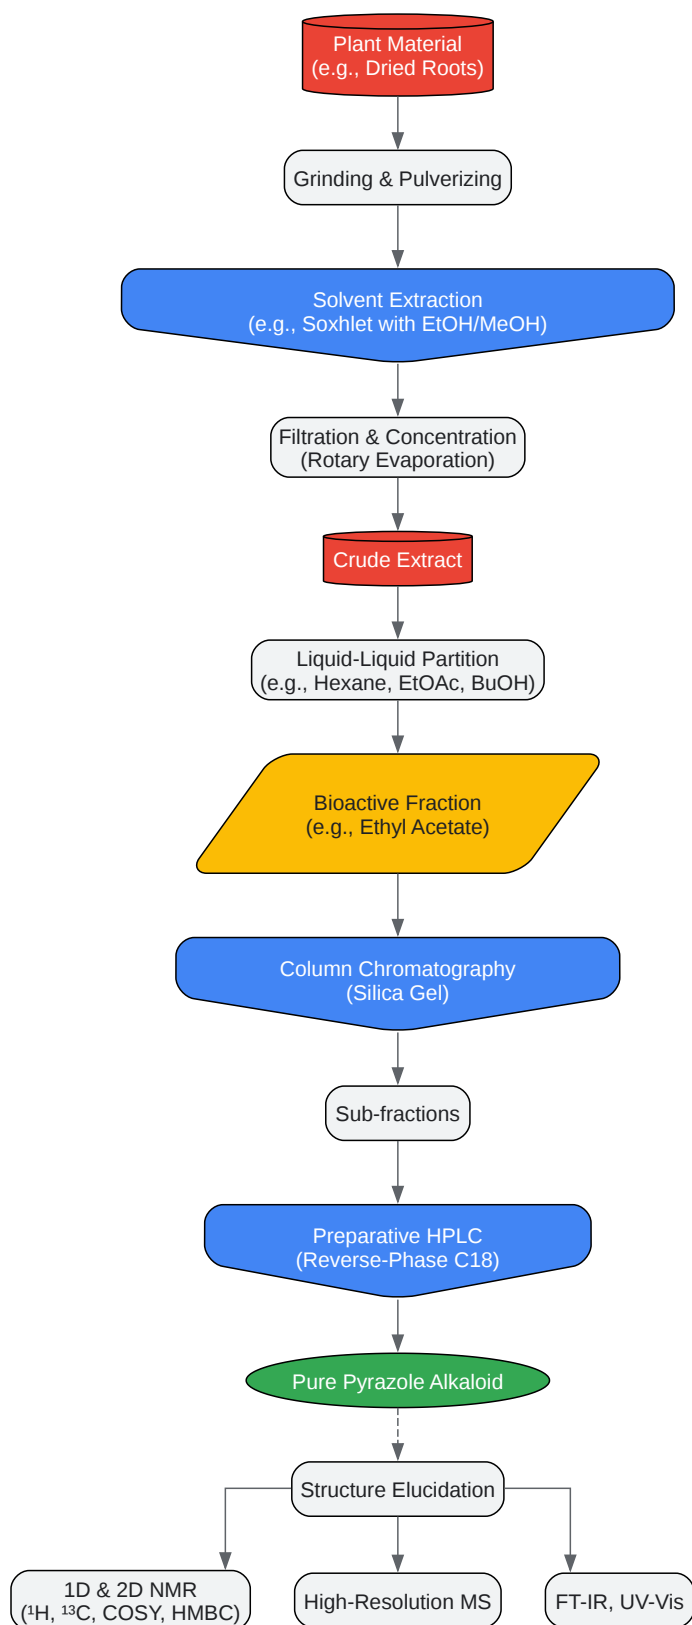 Plant Material
(e.g., Dried Roots)
Grinding & Pulverizing
Solvent Extraction
(e.g., Soxhlet with EtOH/MeOH)
Filtration & Concentration
(Rotary Evaporation)
Crude Extract
Liquid-Liquid Partition
(e.g., Hexane, EtOAc, BuOH)
Bioactive Fraction
(e.g., Ethyl Acetate)
Column Chromatography
(Silica Gel)
Sub-fractions
Preparative HPLC
(Reverse-Phase C18)
Pure Pyrazole Alkaloid
Structure Elucidation
1D & 2D NMR
(¹H, ¹³C, COSY, HMBC)
High-Resolution MS
FT-IR, UV-Vis